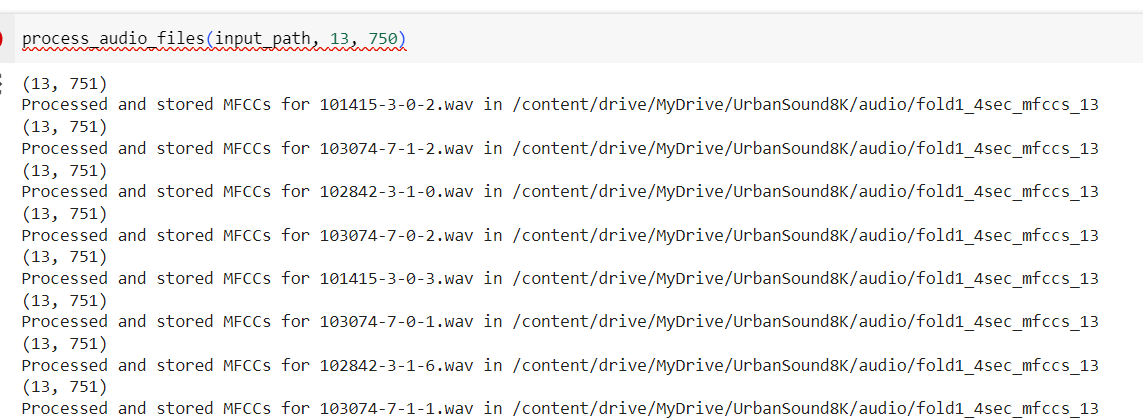 process_audio_files(input_path, 13, 750)
(13, 751)
Processed and stored MFCCs for 101415-3-0-2.wav in /content/drive/MyDrive/UrbanSound8K/audio/fold1_4sec_mfccs_13
(13, 751)
Processed and stored MFCCs for 103074-7-1-2.wav in /content/drive/MyDrive/UrbanSound8K/audio/fold1_4sec_mfccs_13
(13, 751)
Processed and stored MFCCs for 102842-3-1-0.wav in /content/drive/MyDrive/UrbanSound8K/audio/fold1_4sec_mfccs_13
(13, 751)
Processed and stored MFCCs for 103074-7-0-2.wav in /content/drive/MyDrive/UrbanSound8K/audio/fold1_4sec_mfccs_13
(13, 751)
Processed and stored MFCCs for 101415-3-0-3.wav in /content/drive/MyDrive/UrbanSound8K/audio/fold1_4sec_mfccs_13
(13, 751)
Processed and stored MFCCs for 103074-7-0-1.wav in /content/drive/MyDrive/UrbanSound8K/audio/fold1_4sec_mfccs_13
(13, 751)
Processed and stored MFCCs for 102842-3-1-6.wav in /content/drive/MyDrive/UrbanSound8K/audio/fold1_4sec_mfccs_13
(13, 751)
Processed and stored MFCCs for 103074-7-1-1.wav in /content/drive/MyDrive/UrbanSound8K/audio/fold1_4sec_mfccs_13